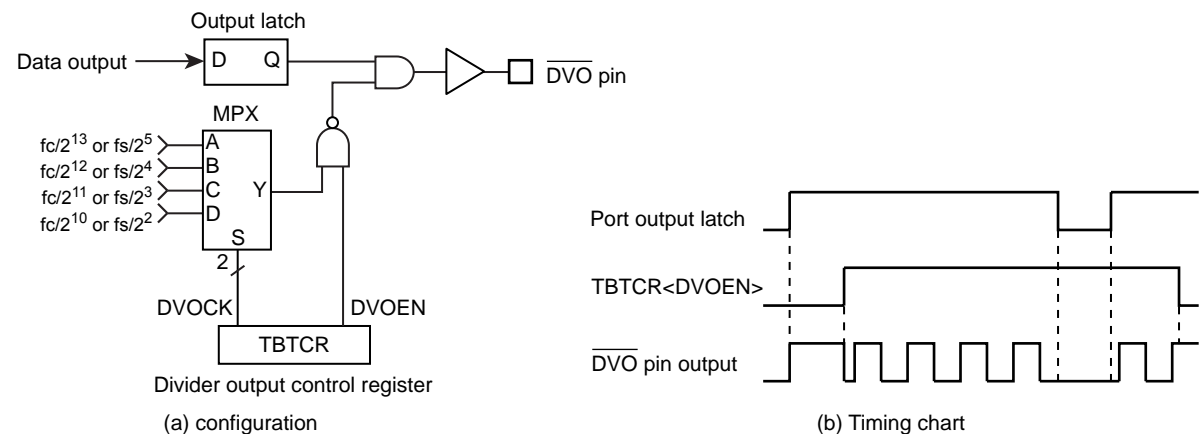 Output latch
Data output
D Q
DVO pin
MPX
fc/2^13 or fs/2^5
A
fc/2^12 or fs/2^4
B
fc/2^11 or fs/2^3
C
Y
fc/2^10 or fs/2^2
D
S
2
DVOCK
DVOEN
TBTCR
Divider output control register
(a) configuration
Port output latch
TBTCR<DVOEN>
DVO pin output
(b) Timing chart